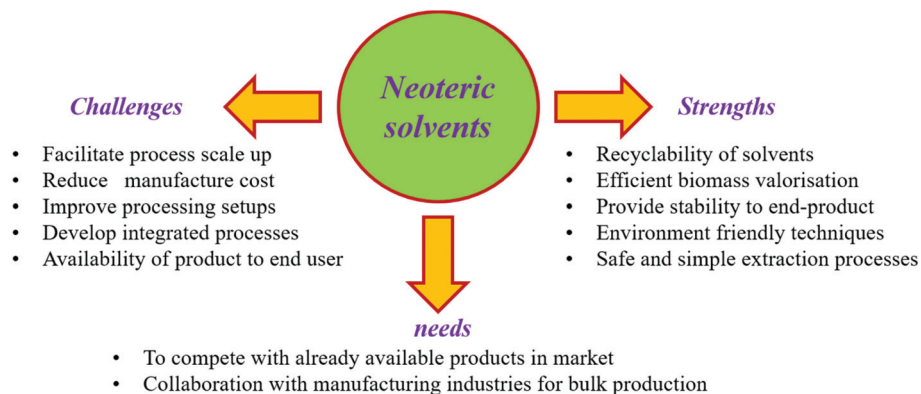 Neoteric
solvents
Challenges
• Facilitate process scale up
• Reduce manufacture cost
• Improve processing setups
• Develop integrated processes
• Availability of product to end user
Strengths
• Recyclability of solvents
• Efficient biomass valorisation
• Provide stability to end-product
• Environment friendly techniques
• Safe and simple extraction processes
needs
• To compete with already available products in market
• Collaboration with manufacturing industries for bulk production